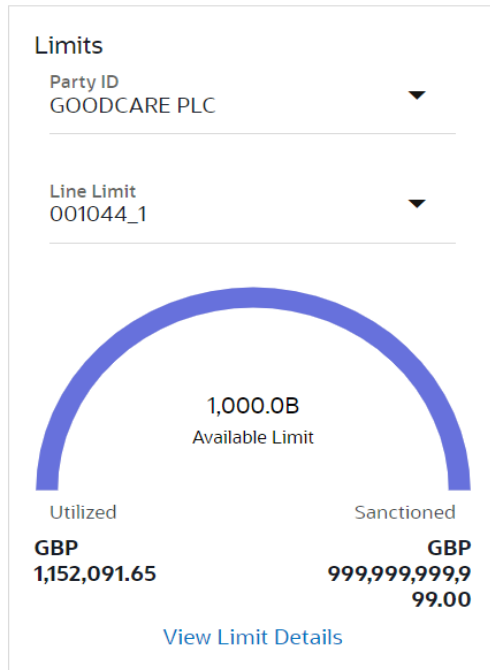 Limits
Party ID
GOODCARE PLC
Line Limit
001044_1
1,000.0B
Available Limit
Utilized
Sanctioned
GBP
1,152,091.65
GBP
999,999,999,9
99.00
View Limit Details